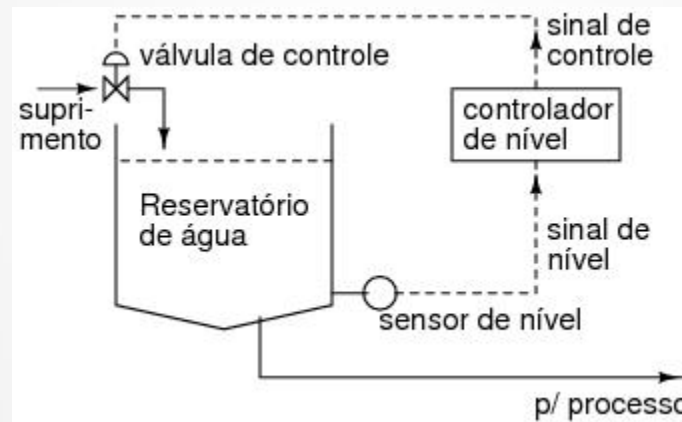 sinal de
controle
válvula de controle
supri-
mento
controlador
de nível
Reservatório
de água
sinal de
nível
sensor de nível
p/ processo